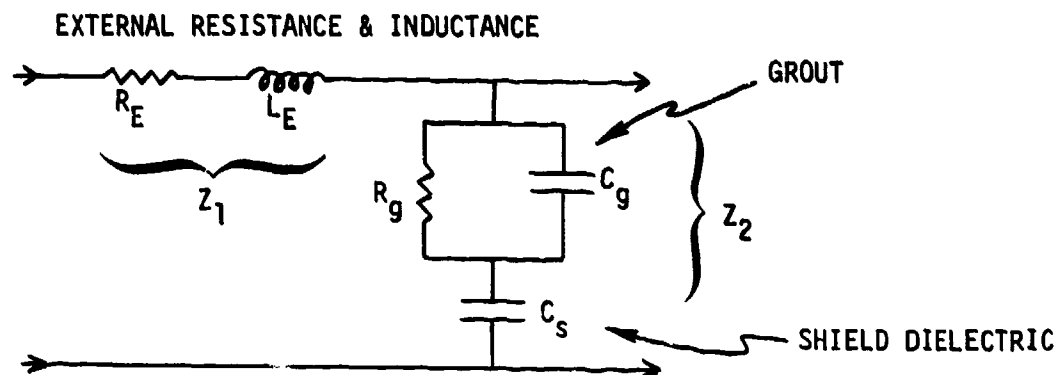 EXTERNAL RESISTANCE & INDUCTANCE
GROUT
R_E
L_E
Z_1
R_g
C_g
Z_2
C_s
SHIELD DIELECTRIC